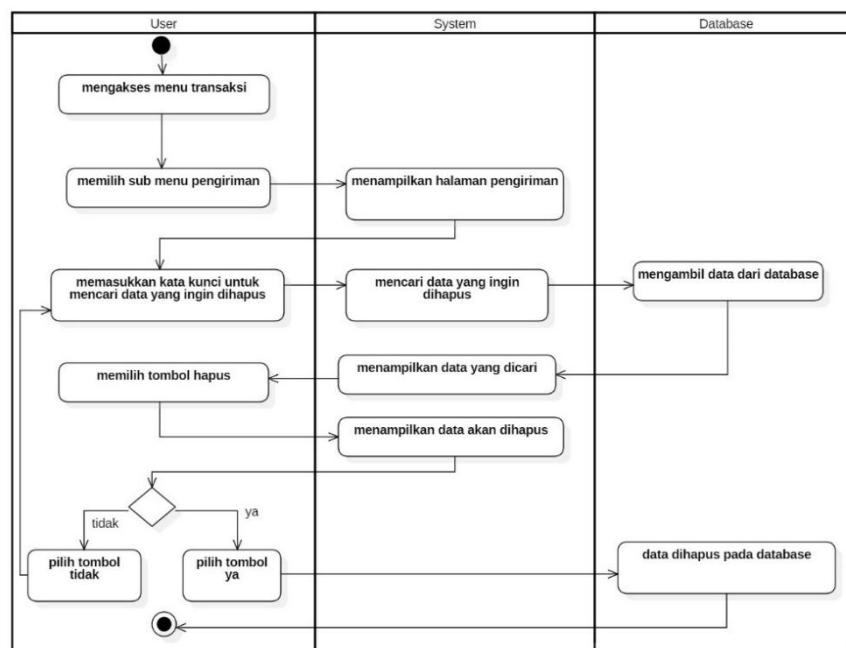 User
System
Database
mengakses menu transaksi
memilih sub menu pengiriman
menampilkan halaman pengiriman
memasukkan kata kunci untuk
mencari data yang ingin dihapus
mencari data yang ingin
dihapus
mengambil data dari database
menampilkan data yang dicari
memilih tombol hapus
menampilkan data akan dihapus
tidak
ya
pilih tombol
tidak
pilih tombol
ya
data dihapus pada database